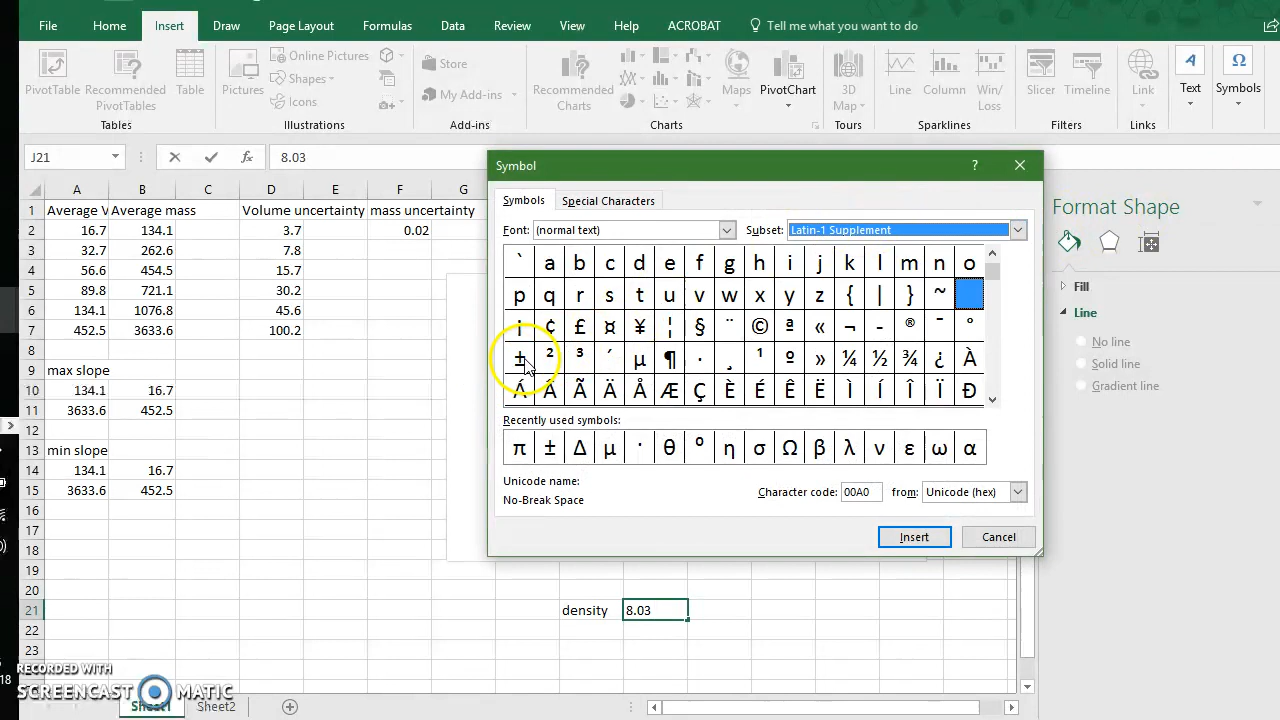 File Home Insert Draw Page Layout Formulas Data Review View Help ACROBAT Tell me what you want to do
PivotTable Recommended PivotTables Table
Tables
Pictures Online Pictures
Shapes
Icons
Illustrations
Store
My Add-ins
Add-ins
Recommended Charts
Maps PivotChart
Charts
3D Map
Tours
Line Column Win/ Loss
Sparklines
Slicer Timeline
Filters
Link
Links
Text
Symbols
J21 fx 8.03
A B C D E F G
1 Average V Average mass Volume uncertainty mass uncertainty
2 16.7 134.1 3.7 0.02
3 32.7 262.6 7.8
4 56.6 454.5 15.7
5 89.8 721.1 30.2
6 134.1 1076.8 45.6
7 452.5 3633.6 100.2
8
9 max slope
10 134.1 16.7
11 3633.6 452.5
12
13 min slope
14 134.1 16.7
15 3633.6 452.5
16
17
18
19
20
21 density 8.03
22
23
Symbol ?
Symbols Special Characters
Font: (normal text) Subset: Latin-1 Supplement
` a b c d e f g h i j k l m n o
p q r s t u v w x y z { | } ~
¡ ¢ £ ¤ ¥ ¦ § ¨ © ª « ¬ - ® ¯ °
± ² ³ ´ µ ¶ · ¸ ¹ º » ¼ ½ ¾ ¿ À
Á Â Ã Ä Å Æ Ç È É Ê Ë Ì Í Î Ï Ð
Recently used symbols:
π ± Δ µ · θ ° η σ Ω β λ ν ε ω α
Unicode name:
No-Break Space
Character code: 00A0 from: Unicode (hex)
Insert Cancel
Format Shape
Fill
Line
No line
Solid line
Gradient line
RECORDED WITH
SCREENCAST MATIC
18
Sheet1 Sheet2